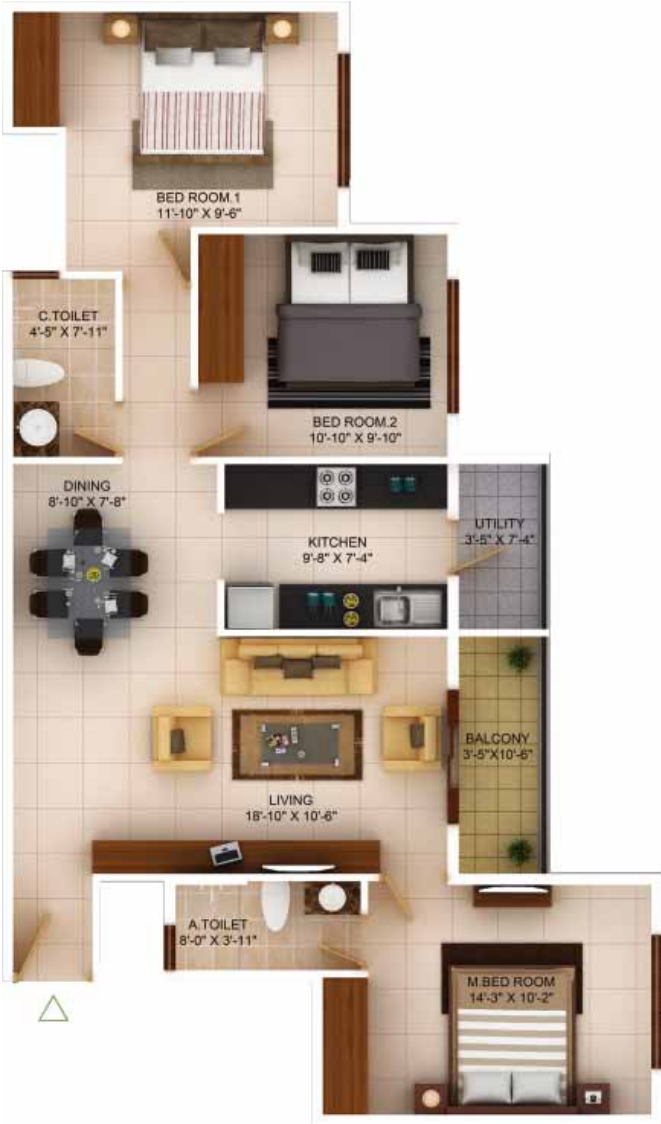 BED ROOM.1
11'-10" X 9'-6"
C.TOILET
4'-5" X 7'-11"
BED ROOM.2
10'-10" X 9'-10"
DINING
8'-10" X 7'-8"
KITCHEN
9'-8" X 7'-4"
UTILITY
3'-5" X 7'-4"
BALCONY
3'-5"X10'-6"
LIVING
18'-10" X 10'-6"
A.TOILET
8'-0" X 3'-11"
M.BED ROOM
14'-3" X 10'-2"